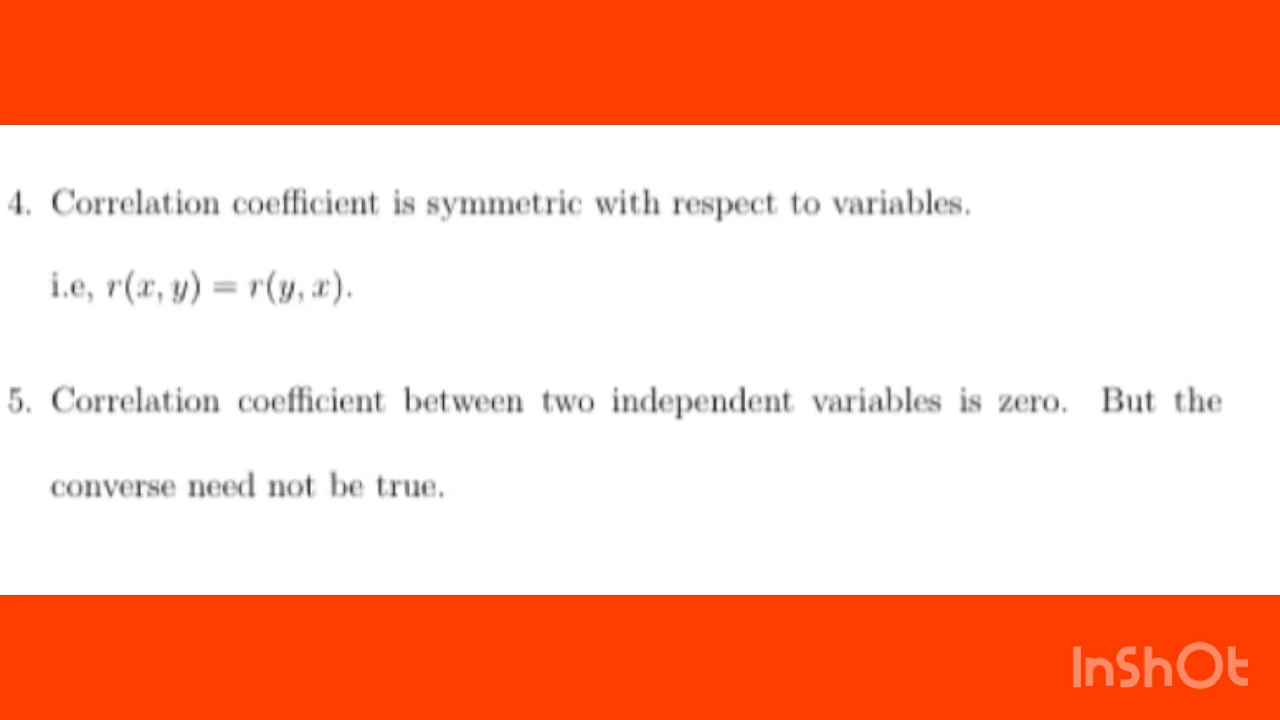 4. Correlation coefficient is symmetric with respect to variables.
i.e, r(x, y) = r(y, x).
5. Correlation coefficient between two independent variables is zero. But the
converse need not be true.
InShOt